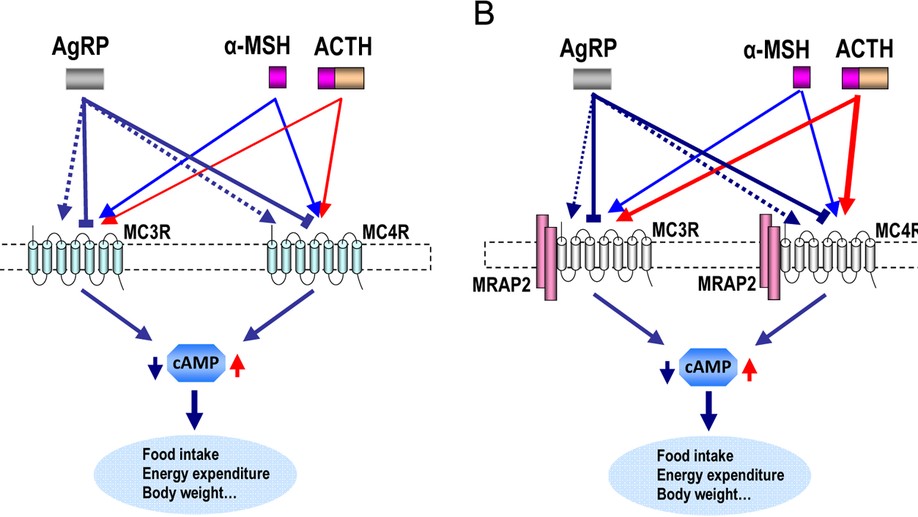 B
AgRP α-MSH ACTH
AgRP α-MSH ACTH
MC3R MC4R
MC3R MC4R
MRAP2 MRAP2
cAMP
cAMP
Food intake
Energy expenditure
Body weight...
Food intake
Energy expenditure
Body weight...